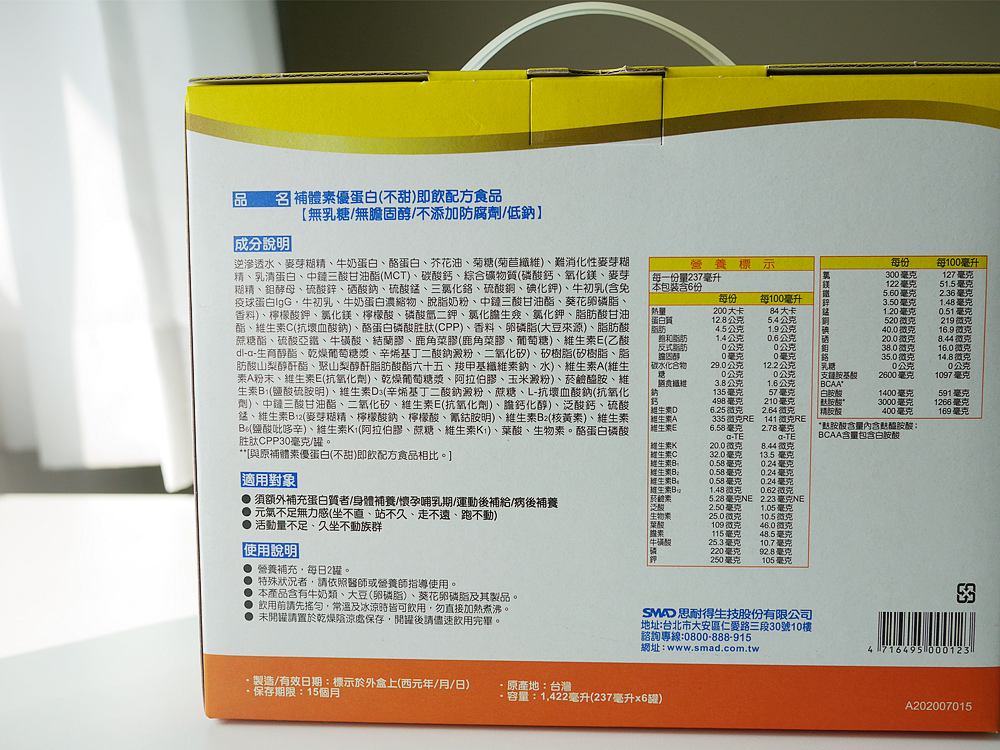 品 名 補體素優蛋白(不甜)即飲配方食品
【無乳糖/無膽固醇/不添加防腐劑/低鈉】
成分說明
逆滲透水、麥芽糊精、牛奶蛋白、酪蛋白、芥花油、菊糖(菊苣纖維)、難消化性麥芽糊
精、乳清蛋白、中鏈三酸甘油酯(MCT)、碳酸鈣、綜合礦物質(磷酸鈣、氧化鎂、麥芽
糊精、鉬酵母、硫酸鋅、硒酸鈉、硫酸錳、三氯化鉻、硫酸銅、碘化鉀)、牛初乳(含免
疫球蛋白IgG、牛初乳、牛奶蛋白濃縮物、脫脂奶粉、中鏈三酸甘油酯、葵花卵磷脂、
香料)、檸檬酸鉀、氯化鎂、檸檬酸、磷酸氫二鉀、氯化膽生僉、氯化鉀、脂肪酸甘油
酯、維生素C(抗壞血酸鈉)、酪蛋白磷酸胜肽(CPP)、香料、卵磷脂(大豆來源)、脂肪酸
蔗糖酯、硫酸亞鐵、牛磺酸、結蘭膠、鹿角菜膠(鹿角菜膠、葡萄糖)、維生素E(乙酸
dl-α-生育醇酯、乾燥葡萄糖漿、辛烯基丁二酸鈉澱粉、二氧化矽)、矽樹脂(矽樹脂、脂
肪酸山梨醇酐酯、聚山梨醇酐脂肪酸酯六十五、羧甲基纖維素鈉、水)、維生素A(維生
素A粉末、維生素E(抗氧化劑)、乾燥葡萄糖漿、阿拉伯膠、玉米澱粉)、菸鹼醯胺、維
生素B₁(鹽酸硫胺明)、維生素D₃(辛烯基丁二酸鈉澱粉、蔗糖、L-抗壞血酸鈉(抗氧化
劑)、中鏈三酸甘油酯、二氧化矽、維生素E(抗氧化劑)、膽鈣化醇)、泛酸鈣、硫酸
錳、維生素B₁₂(麥芽糊精、檸檬酸鈉、檸檬酸、氰鈷胺明)、維生素B₂(核黃素)、維生素
B₆(鹽酸吡哆辛)、維生素K₁(阿拉伯膠、蔗糖、維生素K₁)、葉酸、生物素。酪蛋白磷酸
胜肽CPP30毫克/罐。
**[與原補體素優蛋白(不甜)即飲配方食品相比。]
適用對象
● 須額外補充蛋白質者/身體補養/懷孕哺乳期/運動後補給/病後補養
● 元氣不足無力感(坐不直、站不久、走不遠、跑不動)
● 活動量不足、久坐不動族群
使用說明
● 營養補充,每日2罐。
● 特殊狀況者,請依照醫師或營養師指導使用。
● 本產品含有牛奶類、大豆(卵磷脂)、葵花卵磷脂及其製品。
● 飲用前請先搖勻,常溫及冰涼時皆可飲用,勿直接加熱煮沸。
● 未開罐請置於乾燥陰涼處保存,開罐後請儘速飲用完畢。
營養標示
每一份量237毫升
本包裝含6份
每份 每100毫升
熱量 200大卡 84大卡
蛋白質 12.8公克 5.4公克
脂肪 4.5公克 1.9公克
飽和脂肪 1.4公克 0.6公克
反式脂肪 0公克 0公克
膽固醇 0毫克 0毫克
碳水化合物 29.0公克 12.2公克
糖 0公克 0公克
膳食纖維 3.8公克 1.6公克
鈉 135毫克 57毫克
鈣 498毫克 210毫克
維生素D 6.25微克 2.64微克
維生素A 334微克RE 141微克RE
維生素E 6.58毫克 2.78毫克
α-TE α-TE
維生素K 20.0微克 8.44微克
維生素C 32.0毫克 13.5毫克
維生素B₁ 0.58毫克 0.24毫克
維生素B₂ 0.58毫克 0.24毫克
維生素B₆ 0.58毫克 0.24毫克
維生素B₁₂ 1.48微克 0.62微克
菸鹼素 5.28毫克NE 2.23毫克NE
泛酸 2.50毫克 1.05毫克
生物素 25.0微克 10.5微克
葉酸 109微克 46.0微克
膽素 115毫克 48.5毫克
牛磺酸 25.3毫克 10.7毫克
磷 220毫克 92.8毫克
鉀 250毫克 105毫克
每份 每100毫升
氯 300毫克 127毫克
鎂 122毫克 51.5毫克
鐵 5.60毫克 2.36毫克
鋅 3.50毫克 1.48毫克
錳 1.20毫克 0.51毫克
銅 520微克 219微克
碘 40.0微克 16.9微克
硒 20.0微克 8.44微克
鉬 38.0微克 16.0微克
鉻 35.0微克 14.8微克
乳糖 0公克 0公克
支鏈胺基酸 2600毫克 1097毫克
BCAA*
白胺酸 1400毫克 591毫克
麩胺酸* 3000毫克 1266毫克
精胺酸 400毫克 169毫克
*麩胺酸含量內含麩醯胺酸;
BCAA含量包含白胺酸
SMAD 思耐得生技股份有限公司
地址:台北市大安區仁愛路三段30號10樓
諮詢專線:0800-888-915
網址:www.smad.com.tw
4 716495 000123
・製造/有效日期:標示於外盒上(西元年/月/日)
・保存期限:15個月
・原產地:台灣
・容量:1,422毫升(237毫升x6罐)
A202007015